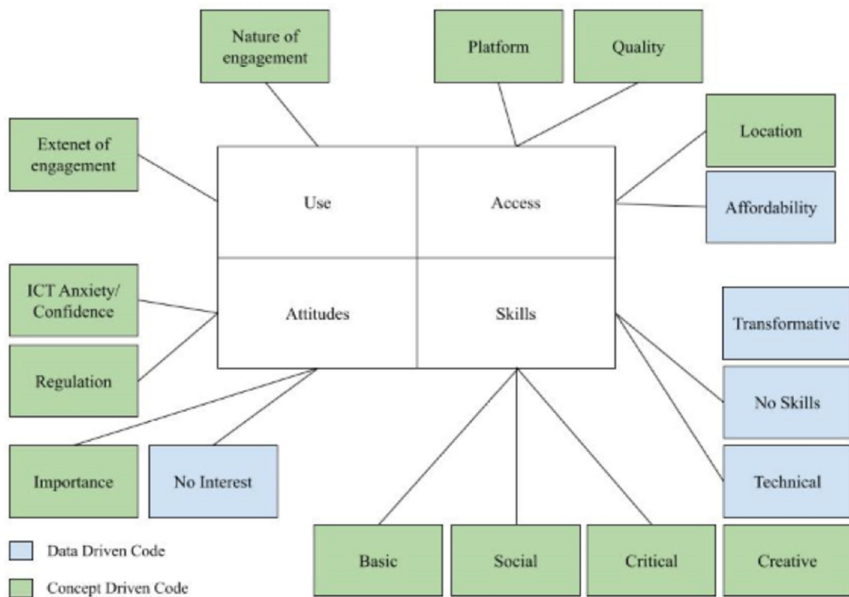 Nature of
engagement
Platform
Quality
Extenet of
engagement
Location
Affordability
Use
Access
ICT Anxiety/
Confidence
Attitudes
Skills
Transformative
Regulation
No Skills
Importance
No Interest
Technical
Data Driven Code
Basic
Social
Critical
Creative
Concept Driven Code